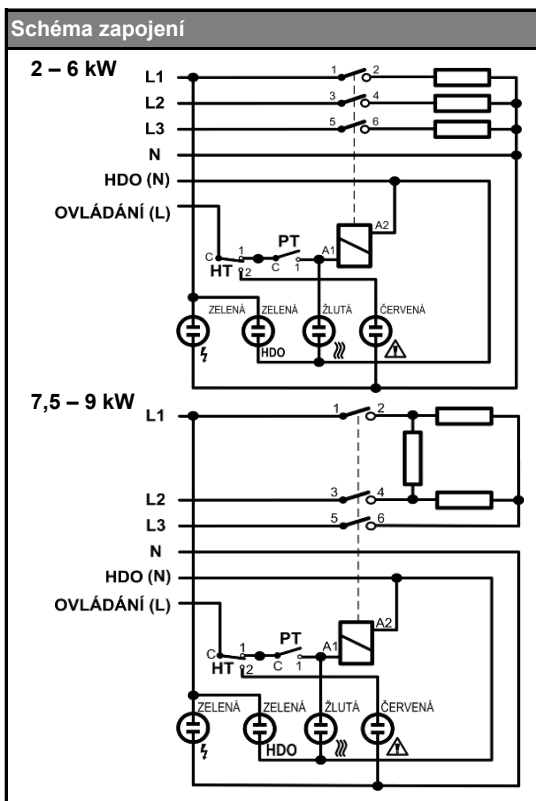 Schéma zapojení
2 – 6 kW
L1 1 2
L2 3 4
L3 5 6
N
HDO (N)
OVLÁDÁNÍ (L)
A2
C 1 PT A1
HT 2 C 1
ZELENÁ ZELENÁ ŽLUTÁ ČERVENÁ
HDO
7,5 – 9 kW
L1 1 2
L2 3 4
L3 5 6
N
HDO (N)
OVLÁDÁNÍ (L)
A2
C 1 PT A1
HT 2 C 1
ZELENÁ ZELENÁ ŽLUTÁ ČERVENÁ
HDO